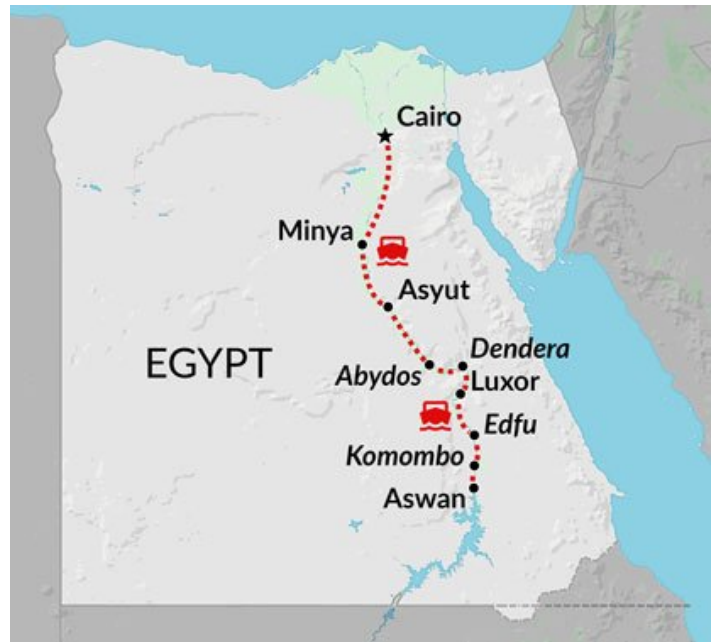 Cairo
Minya
Asyut
Dendera
Abydos
EGYPT
Luxor
Edfu
Komombo
Aswan